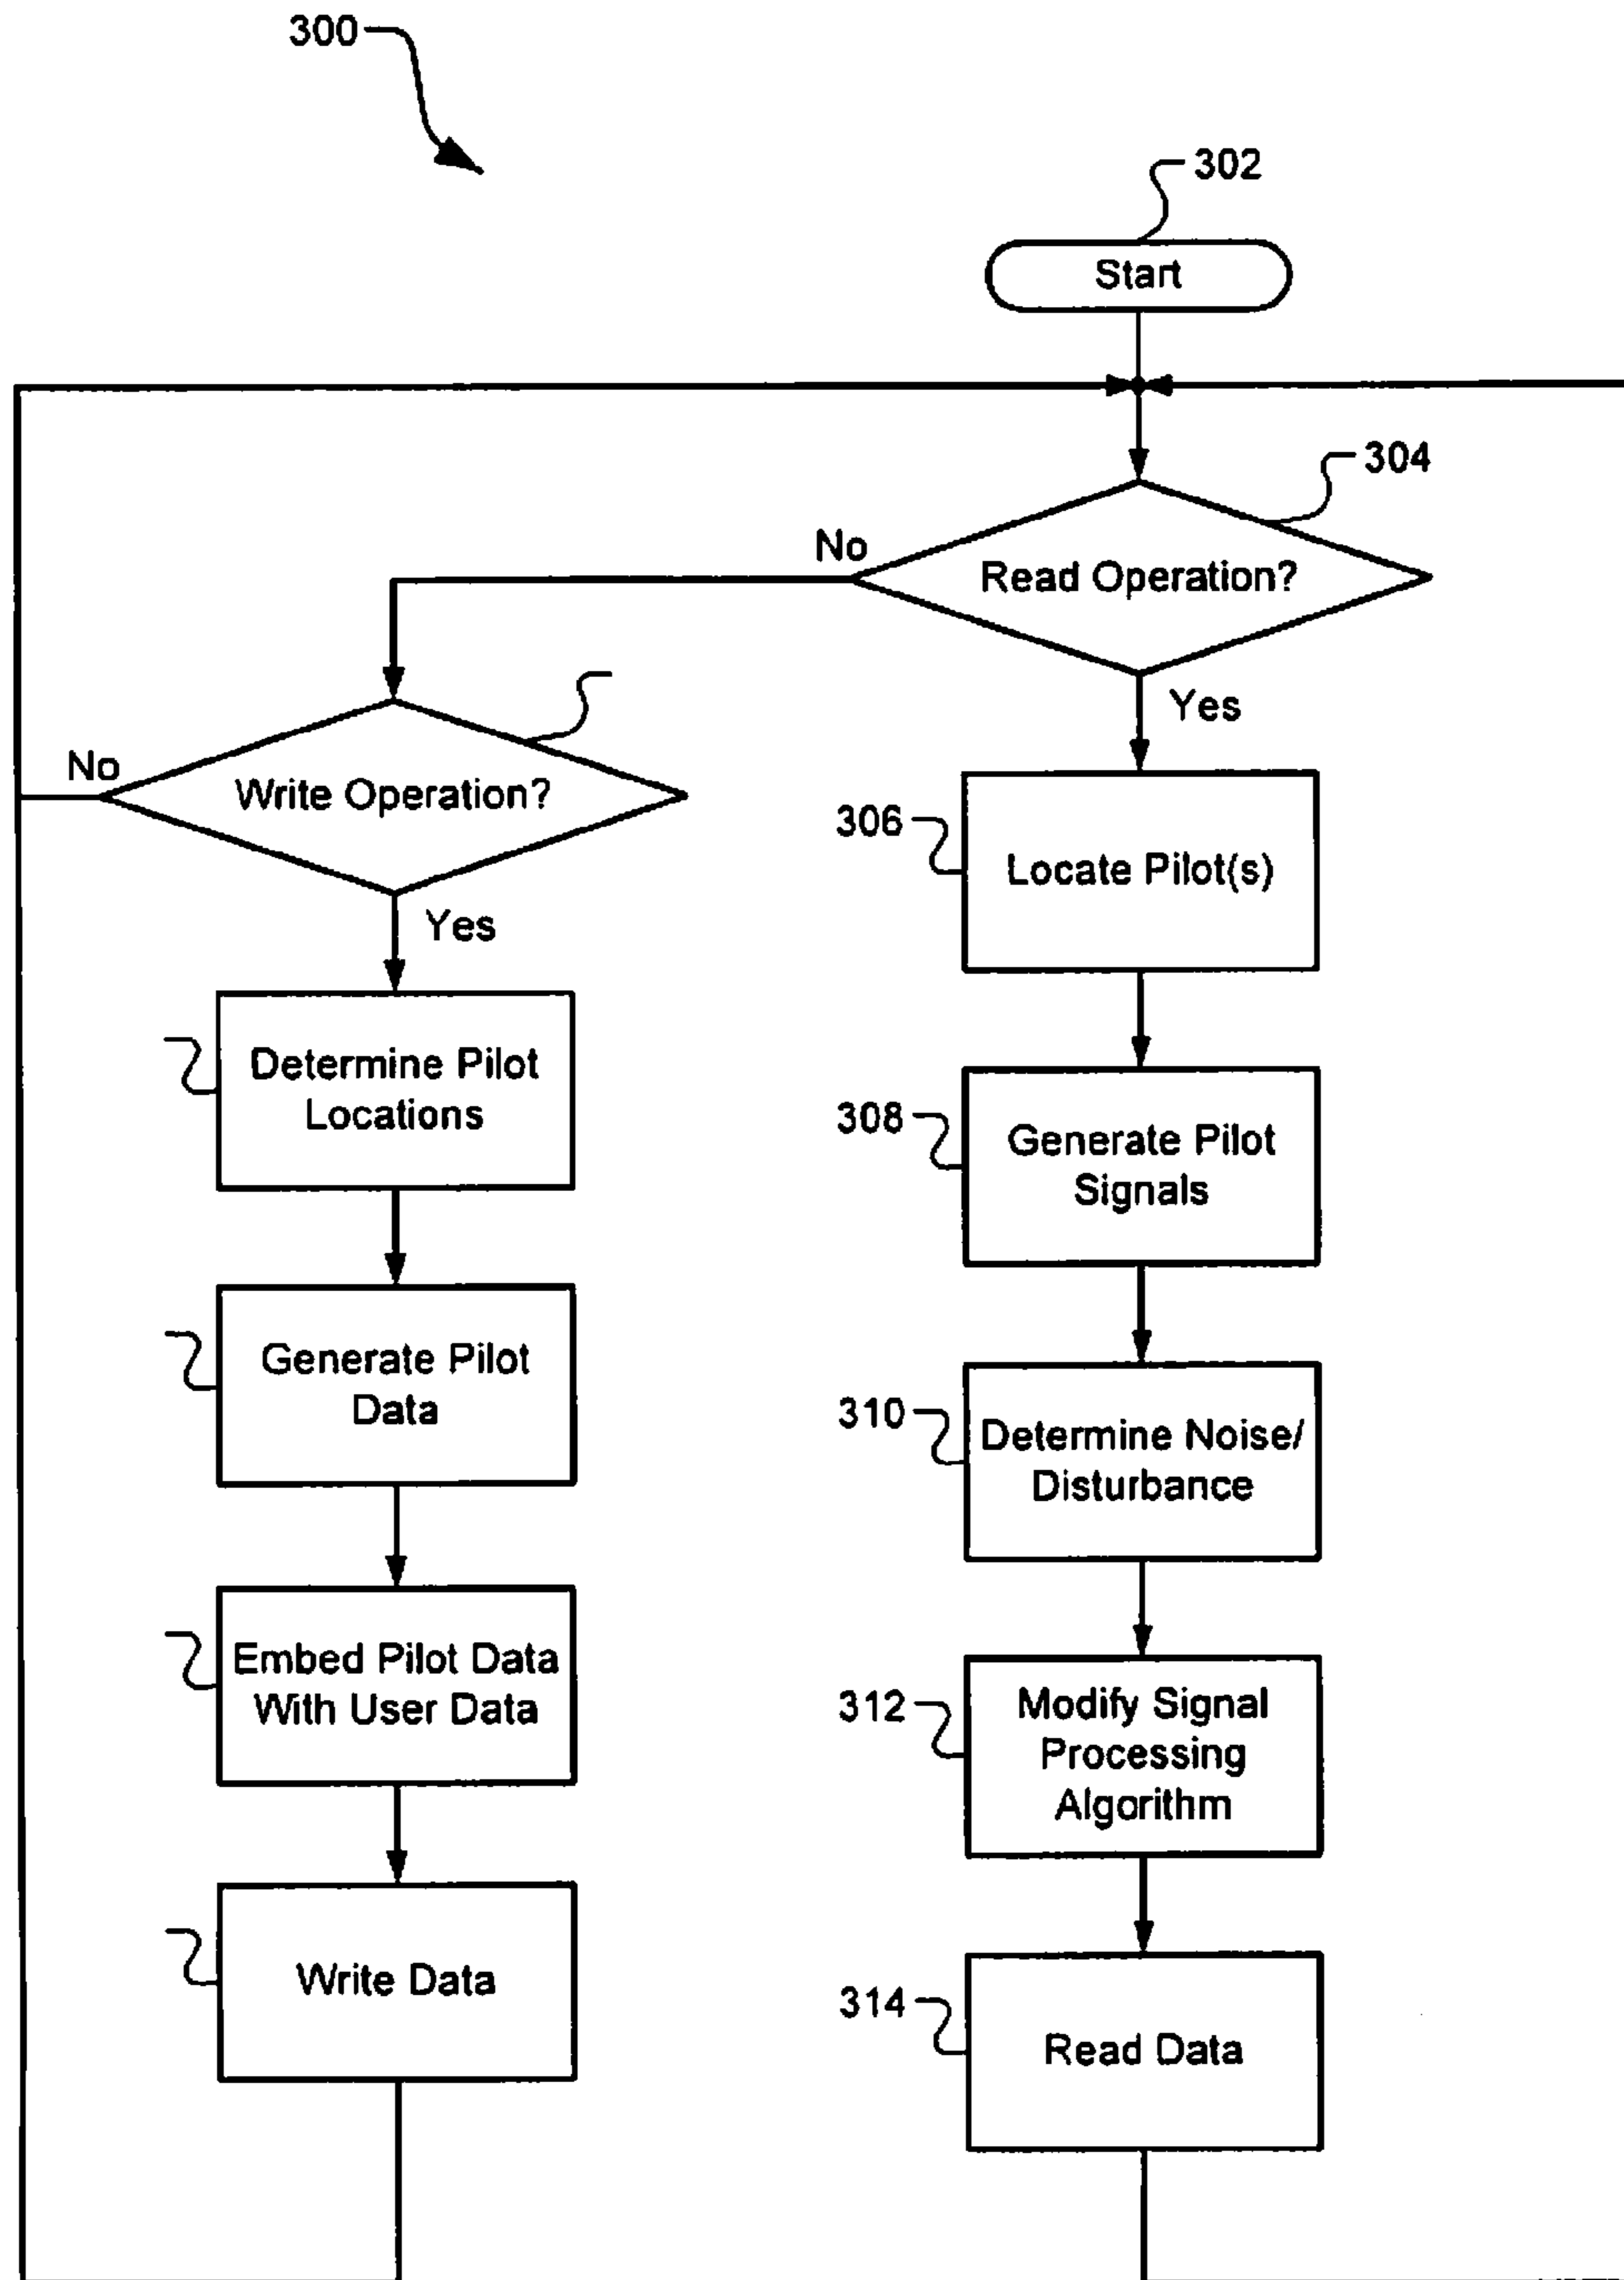 300
302
Start
304
No
Read Operation?
Yes
No
Write Operation?
306
Locate Pilot(s)
Yes
Determine Pilot
Locations
308
Generate Pilot
Signals
Generate Pilot
Data
310
Determine Noise/
Disturbance
Embed Pilot Data
With User Data
312
Modify Signal
Processing
Algorithm
Write Data
314
Read Data